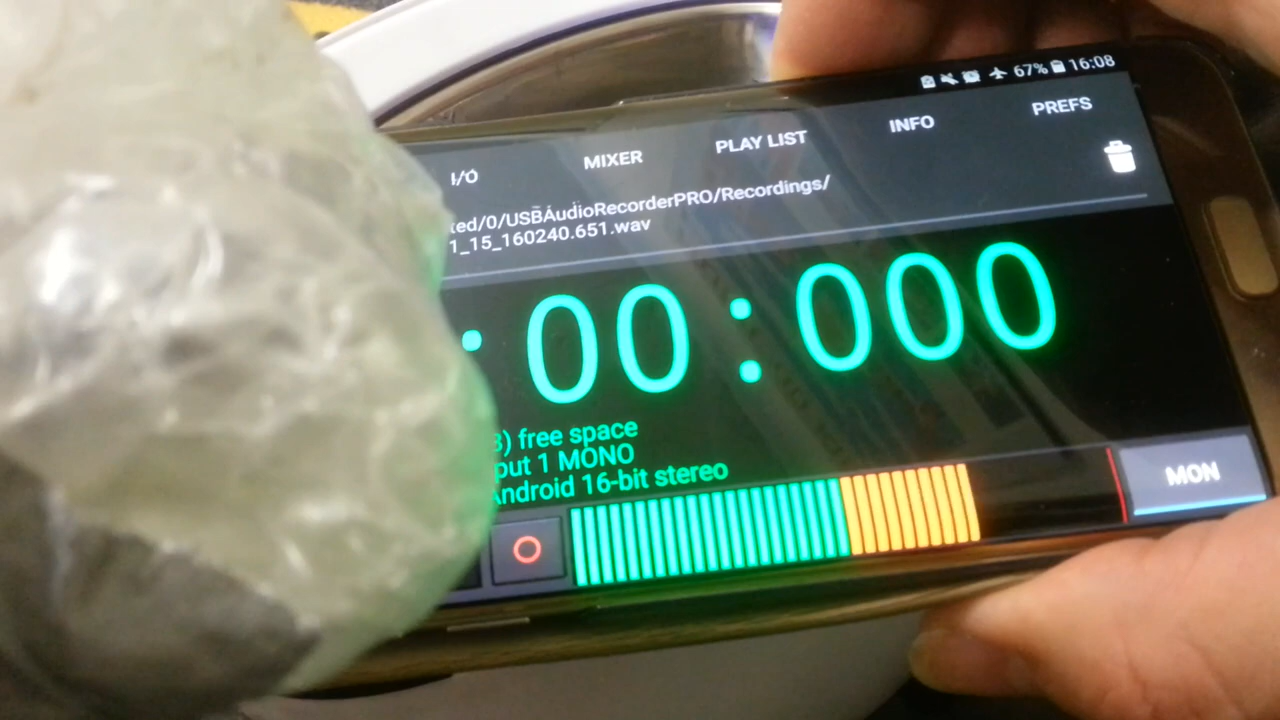 67% 16:08
I/O MIXER PLAY LIST INFO PREFS
ted/0/USBAudioRecorderPRO/Recordings/
1_15_160240.651.wav
: 00 : 000
) free space
put 1 MONO
Android 16-bit stereo
MON